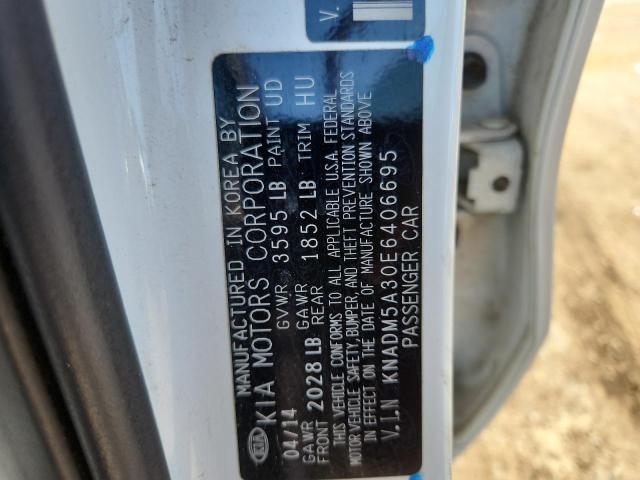 MANUFACTURED IN KOREA BY
KIA KIA MOTORS CORPORATION
04/14 GVWR 3595 LB PAINT UD
GAWR FRONT 2028 LB GAWR REAR 1852 LB TRIM HU
THIS VEHICLE CONFORMS TO ALL APPLICABLE U.S.A. FEDERAL
MOTOR VEHICLE SAFETY, BUMPER, AND THEFT PREVENTION STANDARDS
IN EFFECT ON THE DATE OF MANUFACTURE SHOWN ABOVE
V.I.N KNADM5A30E6406695
PASSENGER CAR
V.